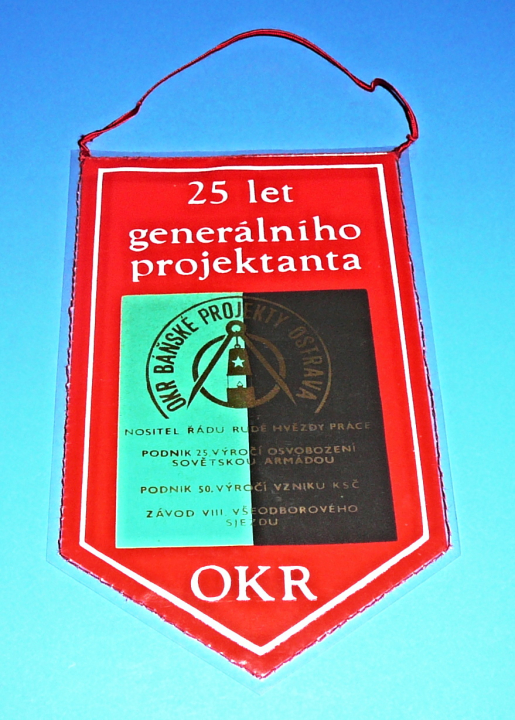 25 let
generálního
projektanta
OKR BÁŇSKÉ PROJEKTY OSTRAVA
NOSITEL ŘÁDU RUDÉ HVĚZDY PRÁCE
PODNIK 25. VÝROČÍ OSVOBOZENÍ
SOVĚTSKOU ARMÁDOU
PODNIK 50. VÝROČÍ VZNIKU KSČ
ZÁVOD VIII. VŠEODBOROVÉHO
SJEZDU
OKR